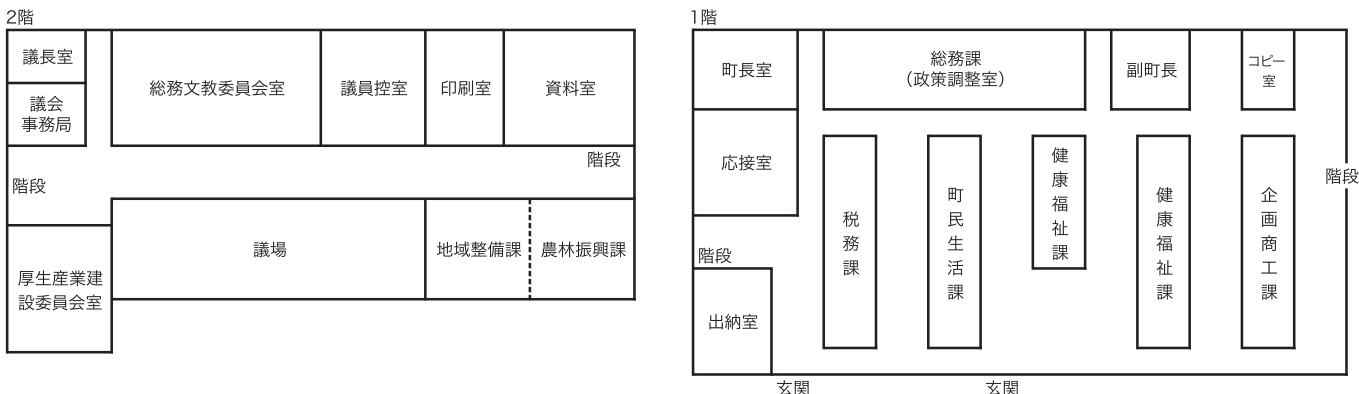 2階
議長室
議会
事務局
総務文教委員会室
議員控室
印刷室
資料室
階段
階段
議場
地域整備課
農林振興課
厚生産業建
設委員会室
1階
町長室
総務課
(政策調整室)
副町長
コピー
室
応接室
税務課
町民生活課
健康福祉課
健康福祉課
企画商工課
階段
階段
出納室
玄関
玄関